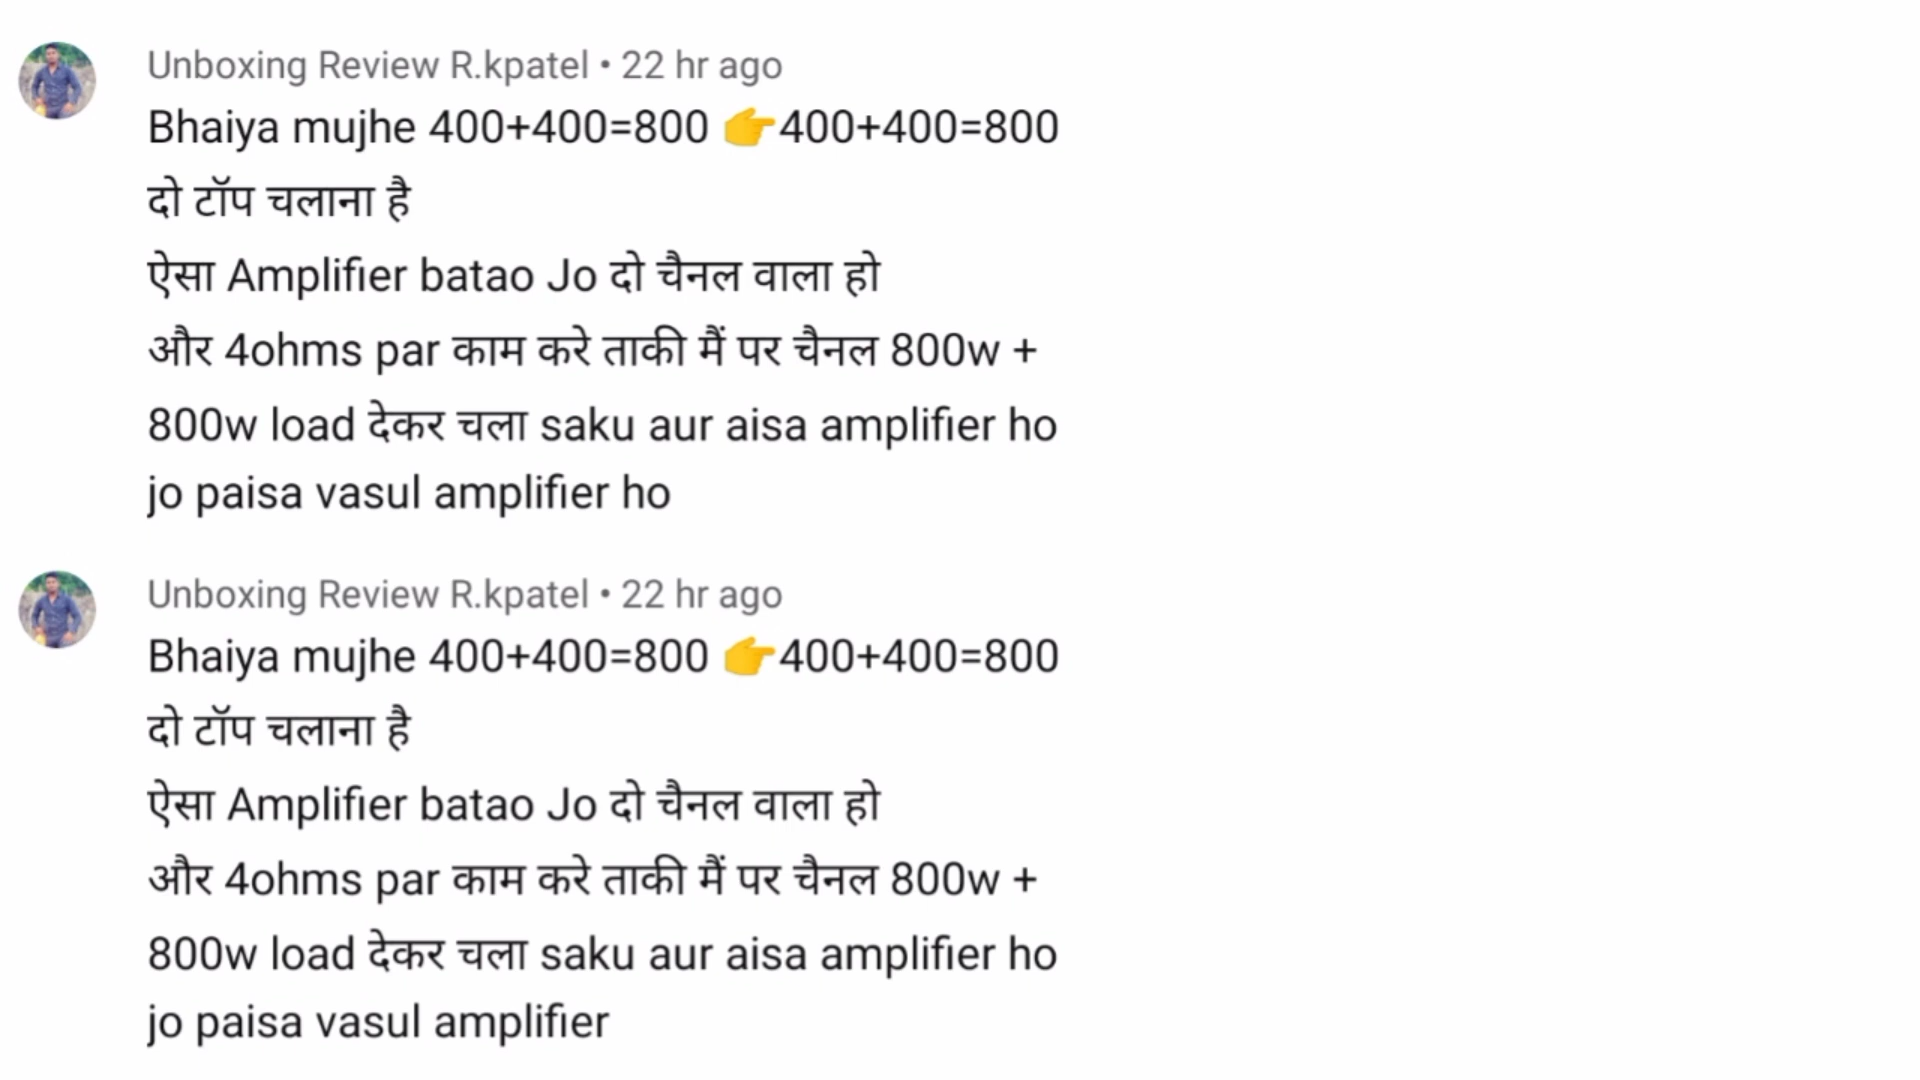 Unboxing Review R.kpatel • 22 hr ago
Bhaiya mujhe 400+400=800 👉400+400=800
दो टॉप चलाना है
ऐसा Amplifier batao Jo दो चैनल वाला हो
और 4ohms par काम करे ताकी मैं पर चैनल 800w +
800w load देकर चला saku aur aisa amplifier ho
jo paisa vasul amplifier ho
Unboxing Review R.kpatel • 22 hr ago
Bhaiya mujhe 400+400=800 👉400+400=800
दो टॉप चलाना है
ऐसा Amplifier batao Jo दो चैनल वाला हो
और 4ohms par काम करे ताकी मैं पर चैनल 800w +
800w load देकर चला saku aur aisa amplifier ho
jo paisa vasul amplifier